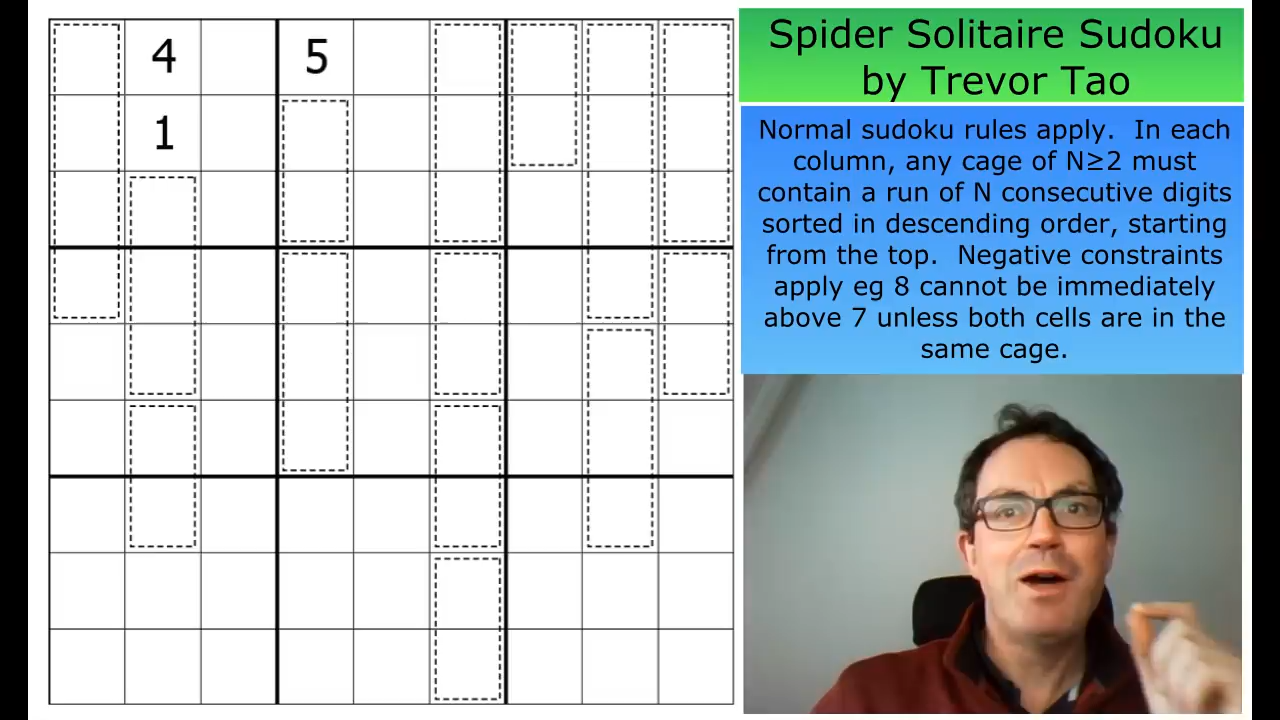 Spider Solitaire Sudoku
by Trevor Tao
4 5
1
Normal sudoku rules apply. In each
column, any cage of N≥2 must
contain a run of N consecutive digits
sorted in descending order, starting
from the top. Negative constraints
apply eg 8 cannot be immediately
above 7 unless both cells are in the
same cage.